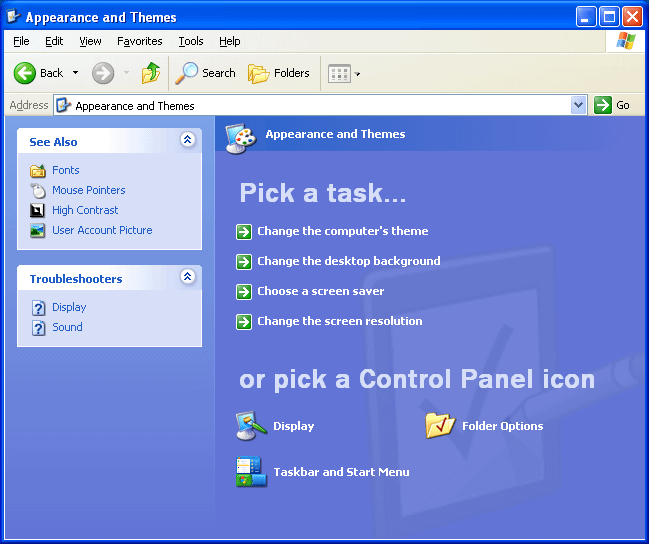 Appearance and Themes
File Edit View Favorites Tools Help
Back Search Folders
Address Appearance and Themes Go
See Also
Fonts
Mouse Pointers
High Contrast
User Account Picture
Troubleshooters
Display
Sound
Appearance and Themes
Pick a task...
Change the computer's theme
Change the desktop background
Choose a screen saver
Change the screen resolution
or pick a Control Panel icon
Display Folder Options
Taskbar and Start Menu